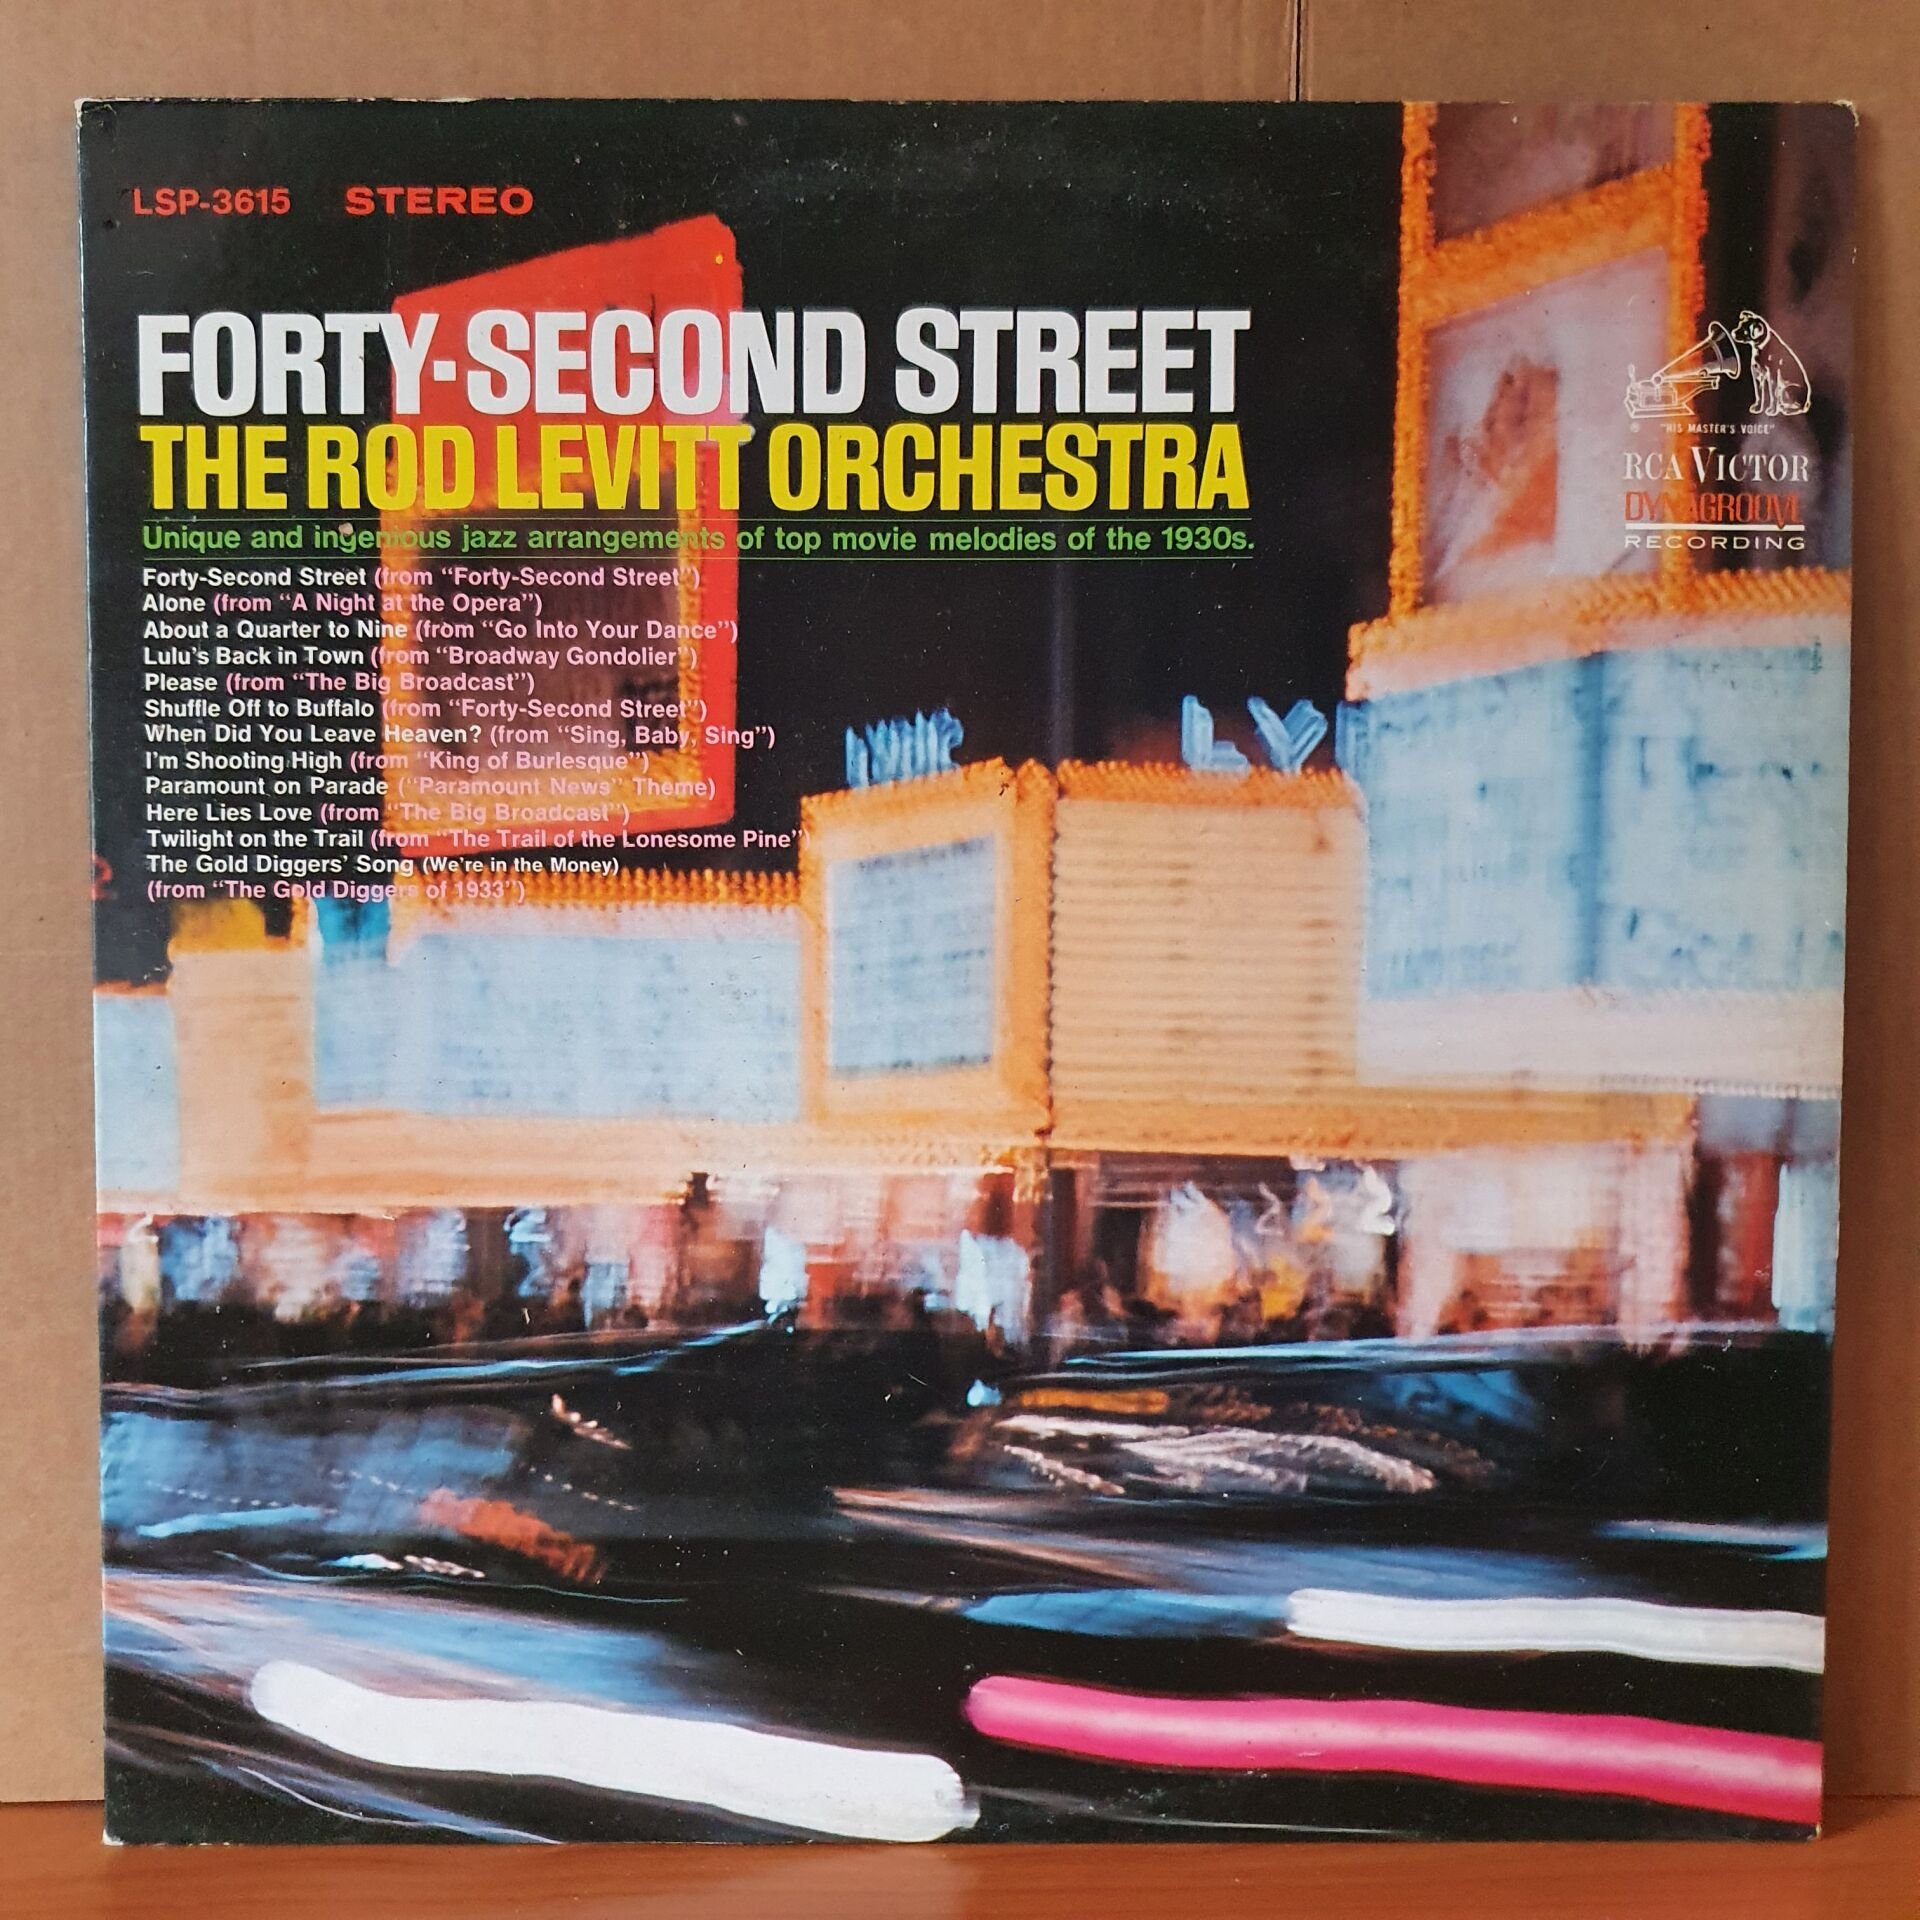 LSP-3615 STEREO
FORTY-SECOND STREET
THE ROD LEVITT ORCHESTRA
Unique and ingenious jazz arrangements of top movie melodies of the 1930s.
Forty-Second Street (from “Forty-Second Street”)
Alone (from “A Night at the Opera”)
About a Quarter to Nine (from “Go Into Your Dance”)
Lulu's Back in Town (from “Broadway Gondolier”)
Please (from “The Big Broadcast”)
Shuffle Off to Buffalo (from “Forty-Second Street”)
When Did You Leave Heaven? (from “Sing, Baby, Sing”)
I'm Shooting High (from “King of Burlesque”)
Paramount on Parade (“Paramount News” Theme)
Here Lies Love (from “The Big Broadcast”)
Twilight on the Trail (from “The Trail of the Lonesome Pine”)
The Gold Diggers' Song (We're in the Money)
(from “The Gold Diggers of 1933”)
® “HIS MASTER'S VOICE”
RCA VICTOR
DYNAGROOVE
RECORDING